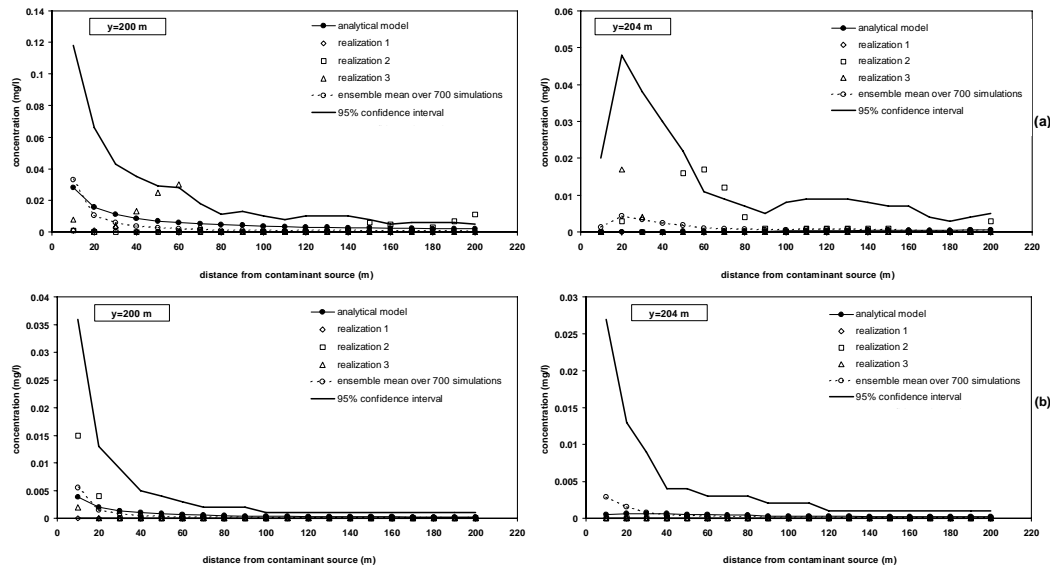 y=200 m
concentration (mg/l)
0.14
0.12
0.1
0.08
0.06
0.04
0.02
0
0 20 40 60 80 100 120 140 160 180 200 220
distance from contaminant source (m)
analytical model
realization 1
realization 2
realization 3
ensemble mean over 700 simulations
95% confidence interval
y=204 m
concentration (mg/l)
0.06
0.05
0.04
0.03
0.02
0.01
0
0 20 40 60 80 100 120 140 160 180 200 220
distance from contaminant source (m)
analytical model
realization 1
realization 2
realization 3
ensemble mean over 700 simulations
95% confidence interval
(a)
y=200 m
concentration (mg/l)
0.04
0.035
0.03
0.025
0.02
0.015
0.01
0.005
0
0 20 40 60 80 100 120 140 160 180 200 220
distance from contaminant source (m)
analytical model
realization 1
realization 2
realization 3
ensemble mean over 700 simulations
95% confidence interval
y=204 m
concentration (mg/l)
0.03
0.025
0.02
0.015
0.01
0.005
0
0 20 40 60 80 100 120 140 160 180 200 220
distance from contaminant source (m)
analytical model
realization 1
realization 2
realization 3
ensemble mean over 700 simulations
95% confidence interval
(b)